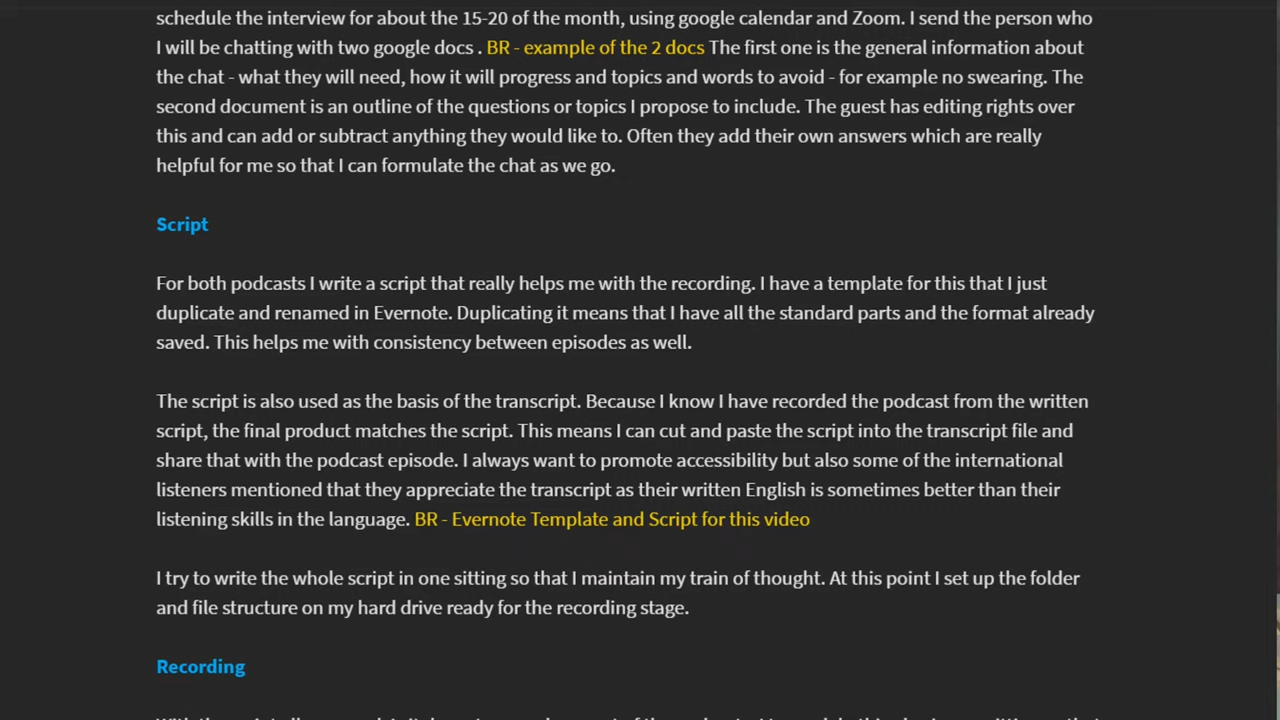 schedule the interview for about the 15-20 of the month, using google calendar and Zoom. I send the person who
I will be chatting with two google docs . BR - example of the 2 docs The first one is the general information about
the chat - what they will need, how it will progress and topics and words to avoid - for example no swearing. The
second document is an outline of the questions or topics I propose to include. The guest has editing rights over
this and can add or subtract anything they would like to. Often they add their own answers which are really
helpful for me so that I can formulate the chat as we go.
Script
For both podcasts I write a script that really helps me with the recording. I have a template for this that I just
duplicate and renamed in Evernote. Duplicating it means that I have all the standard parts and the format already
saved. This helps me with consistency between episodes as well.
The script is also used as the basis of the transcript. Because I know I have recorded the podcast from the written
script, the final product matches the script. This means I can cut and paste the script into the transcript file and
share that with the podcast episode. I always want to promote accessibility but also some of the international
listeners mentioned that they appreciate the transcript as their written English is sometimes better than their
listening skills in the language. BR - Evernote Template and Script for this video
I try to write the whole script in one sitting so that I maintain my train of thought. At this point I set up the folder
and file structure on my hard drive ready for the recording stage.
Recording